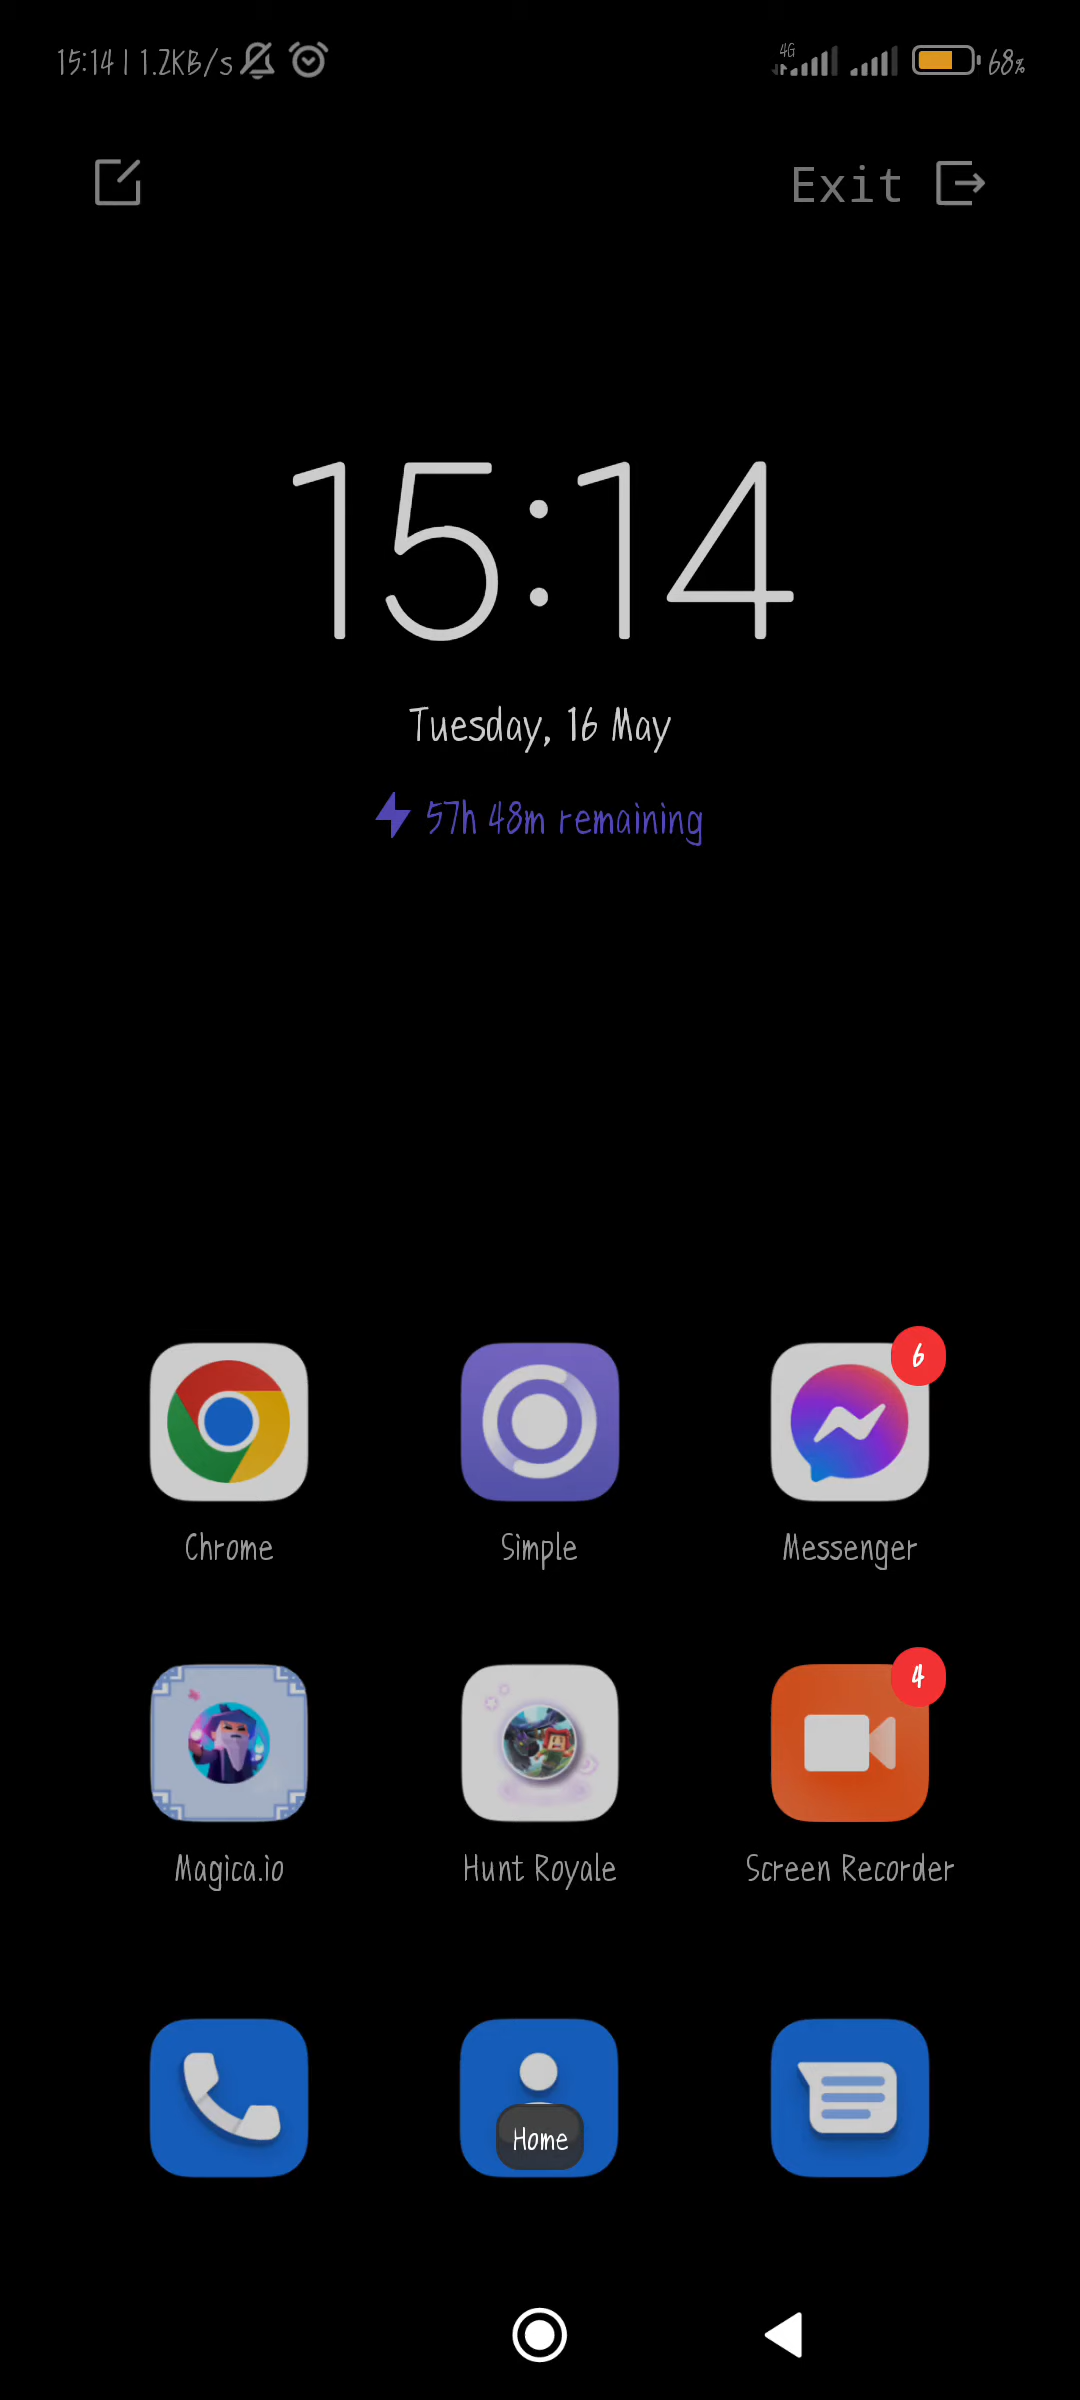 15:14 | 1.2KB/s
4G
68%
Exit
15:14
Tuesday, 16 May
57h 48m remaining
6
Chrome
Simple
Messenger
4
Magica.io
Hunt Royale
Screen Recorder
Home